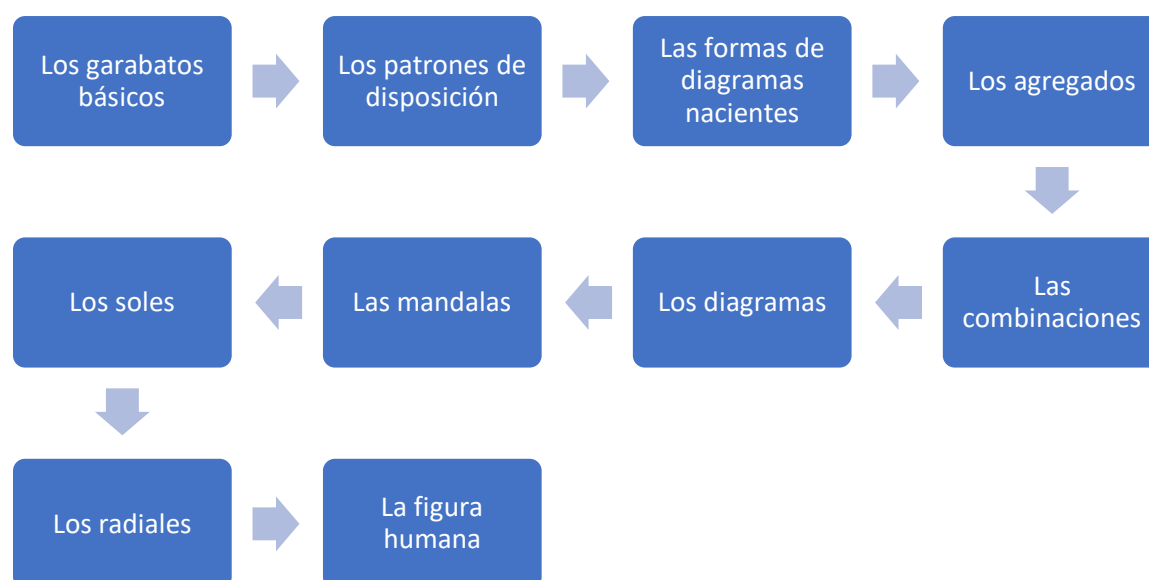 Los garabatos
básicos
Los patrones de
disposición
Las formas de
diagramas
nacientes
Los agregados
Las
combinaciones
Los diagramas
Las mandalas
Los soles
Los radiales
La figura
humana